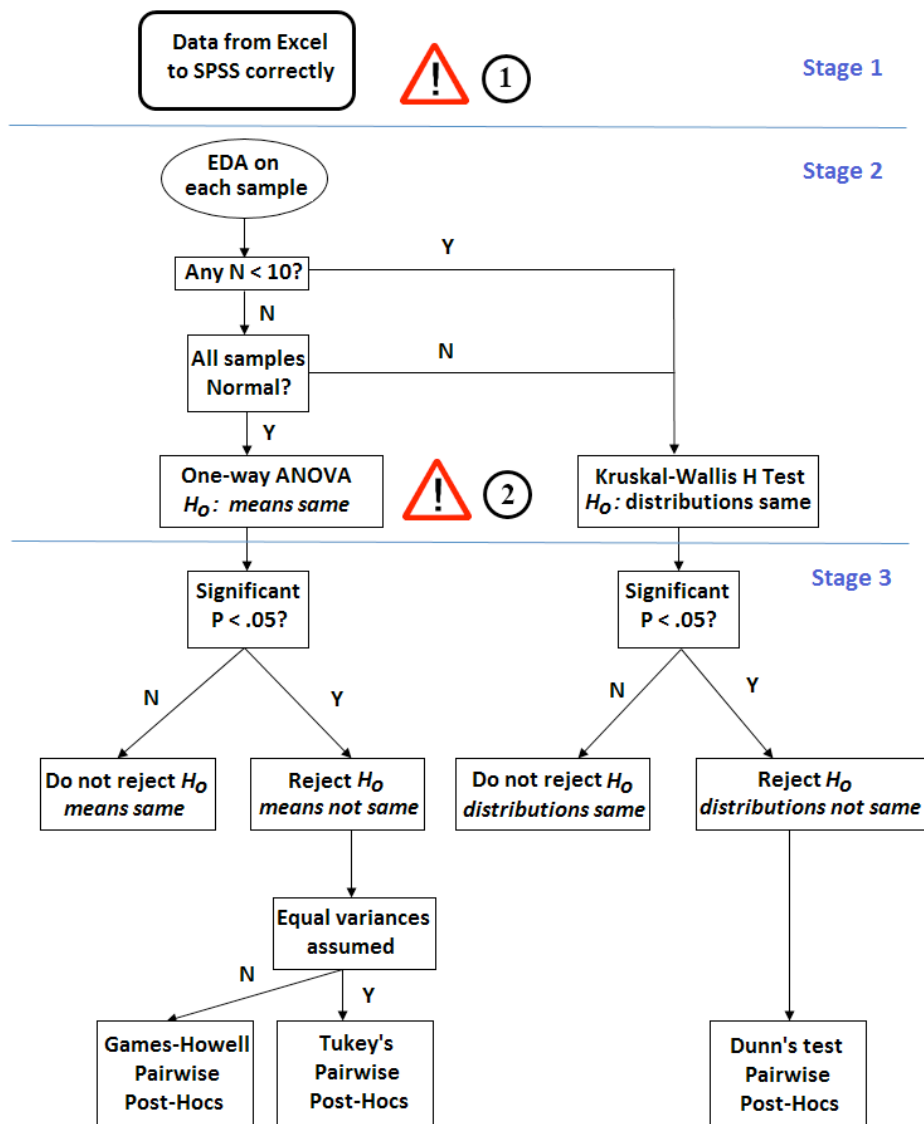 Data from Excel
to SPSS correctly
!
1
Stage 1
EDA on
each sample
Stage 2
Y
Any N < 10?
N
All samples
Normal?
N
Y
One-way ANOVA
Ho: means same
!
2
Kruskal-Wallis H Test
Ho: distributions same
Stage 3
Significant
P < .05?
Significant
P < .05?
N
Y
N
Y
Do not reject Ho
means same
Reject Ho
means not same
Do not reject Ho
distributions same
Reject Ho
distributions not same
Equal variances
assumed
N
Y
Games-Howell
Pairwise
Post-Hocs
Tukey's
Pairwise
Post-Hocs
Dunn's test
Pairwise
Post-Hocs